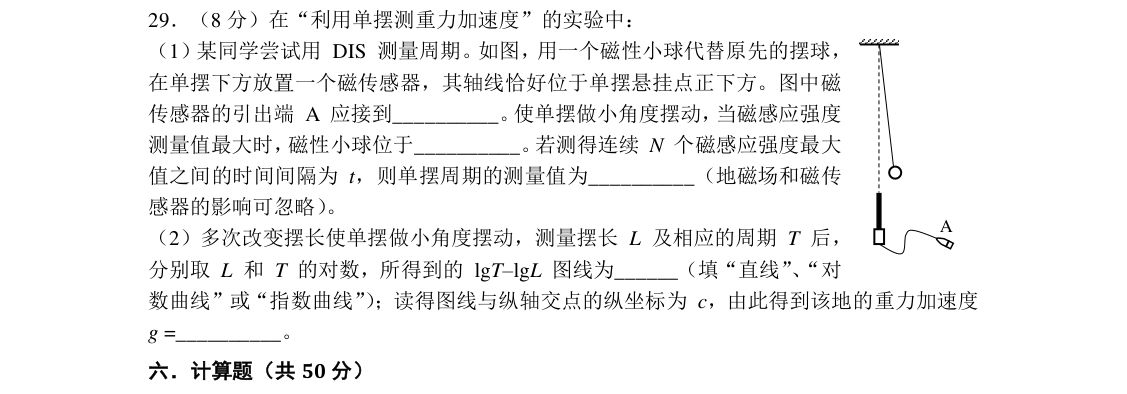 29．（8 分）在“利用单摆测重力加速度”的实验中：
（1）某同学尝试用 DIS 测量周期。如图，用一个磁性小球代替原先的摆球，
在单摆下方放置一个磁传感器，其轴线恰好位于单摆悬挂点正下方。图中磁
传感器的引出端 A 应接到__________。使单摆做小角度摆动，当磁感应强度
测量值最大时，磁性小球位于__________。若测得连续 N 个磁感应强度最大
值之间的时间间隔为 t，则单摆周期的测量值为__________（地磁场和磁传
感器的影响可忽略）。
（2）多次改变摆长使单摆做小角度摆动，测量摆长 L 及相应的周期 T 后，
分别取 L 和 T 的对数，所得到的 lgT–lgL 图线为______（填“直线”、“对
数曲线”或“指数曲线”）；读得图线与纵轴交点的纵坐标为 c，由此得到该地的重力加速度
g =__________。
六．计算题（共 50 分）
A